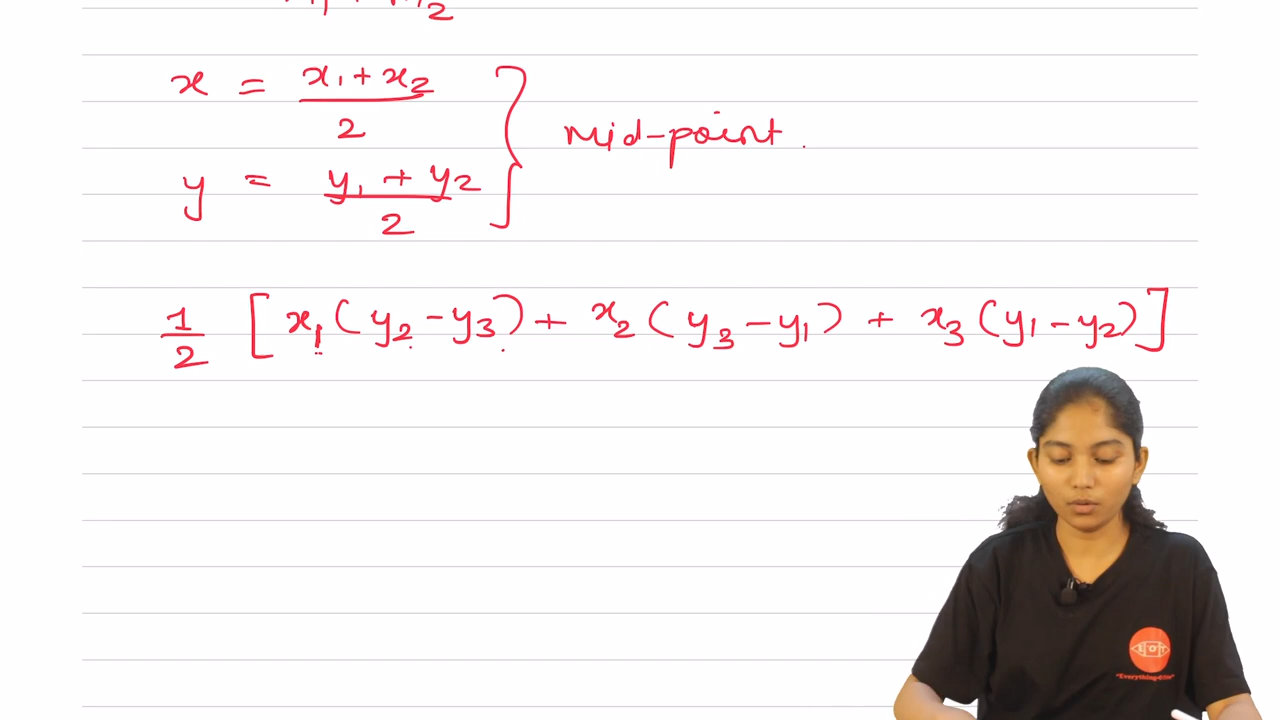 x = x₁ + x₂ / 2
mid-point.
y = y₁ + y₂ / 2
1/2 [x₁(y₂ - y₃) + x₂(y₃ - y₁) + x₃(y₁ - y₂)]